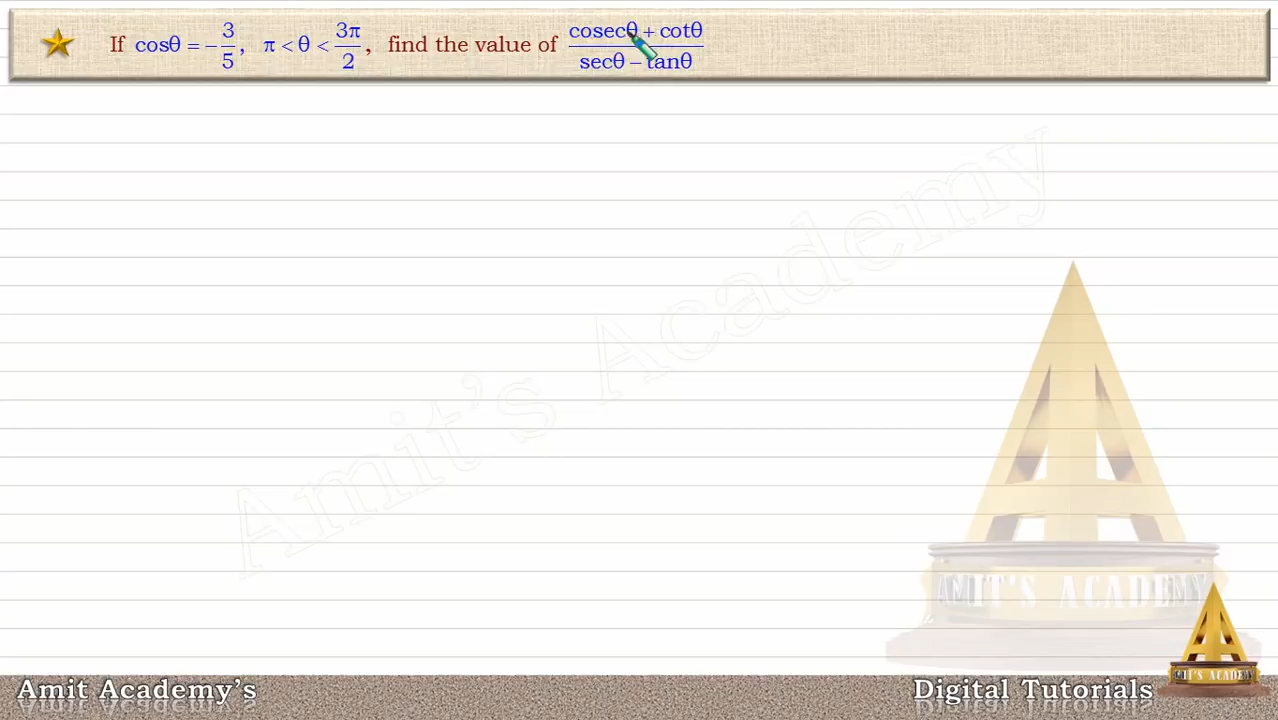 If cosθ = −3/5, π < θ < 3π/2, find the value of (cosecθ + cotθ)/(secθ − tanθ)
Amit's Academy
AMIT'S ACADEMY
AMIT'S ACADEMY
Amit Academy's
Digital Tutorials